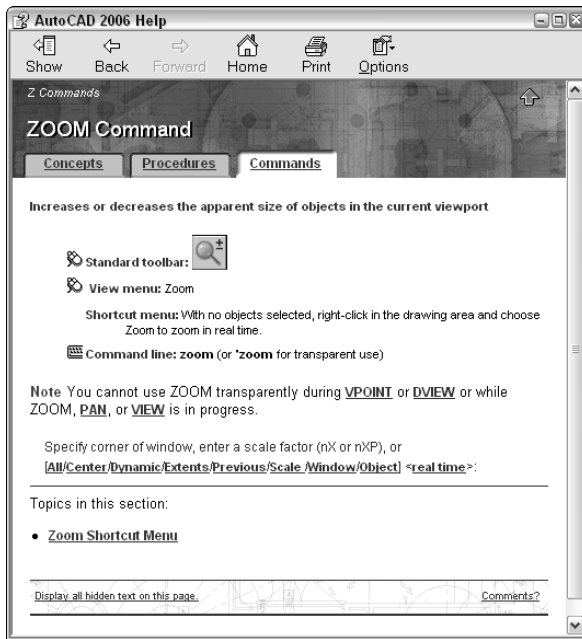 AutoCAD 2006 Help
Show Back Forward Home Print Options
Z Commands
ZOOM Command
Concepts Procedures Commands
Increases or decreases the apparent size of objects in the current viewport
Standard toolbar:
View menu: Zoom
Shortcut menu: With no objects selected, right-click in the drawing area and choose
Zoom to zoom in real time.
Command line: zoom (or 'zoom for transparent use)
Note You cannot use ZOOM transparently during VPOINT or DVIEW or while
ZOOM, PAN, or VIEW is in progress.
Specify corner of window, enter a scale factor (nX or nXP), or
[All/Center/Dynamic/Extents/Previous/Scale /Window/Object] <real time>:
Topics in this section:
• Zoom Shortcut Menu
Display all hidden text on this page. Comments?